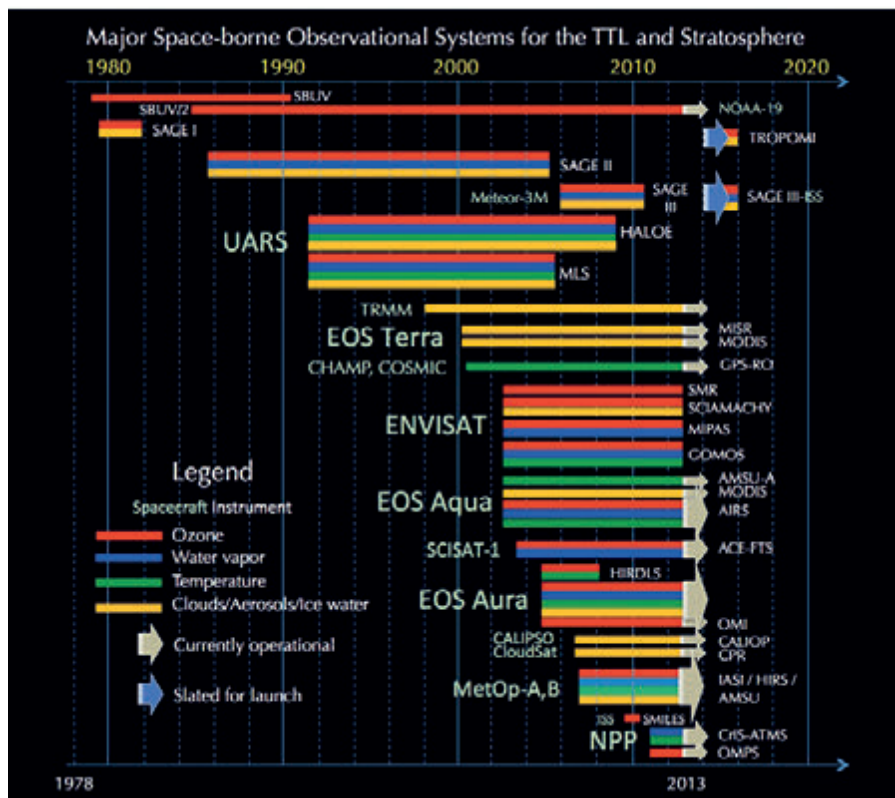 Major Space-borne Observational Systems for the TTL and Stratosphere
1980 1990 2000 2010 2020
SBUV
SBUV/2 NOAA-19
SAGE I TROPOMI
SAGE II
Meteor-3M SAGE III SAGE III-ISS
UARS HALOE
MLS
TRMM
EOS Terra MISR
MODIS
CHAMP, COSMIC GPS-RO
SMR
ENVISAT SCIAMACHY
MIPAS
GOMOS
Legend
Spacecraft Instrument
Ozone
Water vapor
Temperature
Clouds/Aerosols/Ice water
Currently operational
Slated for launch
AMSU-A
EOS Aqua MODIS
AIRS
SCISAT-1 ACE-FTS
HIRDLS
EOS Aura
OMI
CALIPSO CALIOP
CloudSat CPR
MetOp-A,B IASI / HIRS /
AMSU
ISS SMILES
NPP CrIS-ATMS
OMPS
1978 2013